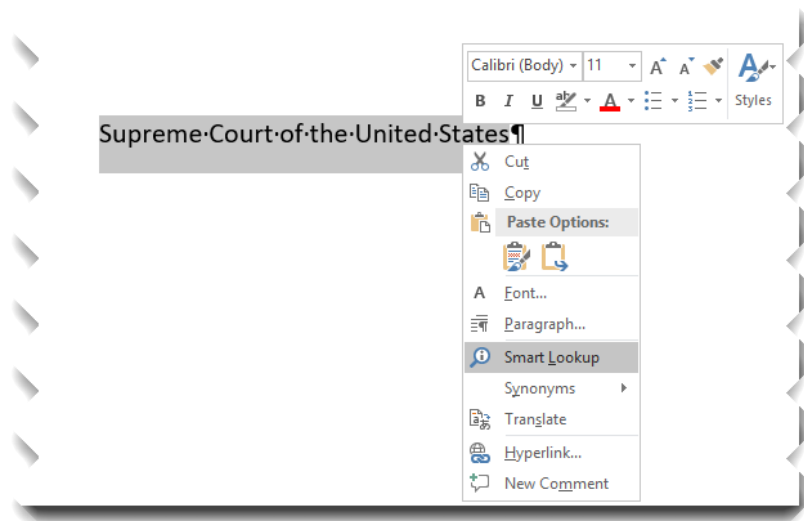 Calibri (Body) 11 A A
B I U ab A Styles
Supreme·Court·of·the·United·States¶
Cut
Copy
Paste Options:
A Font...
Paragraph...
Smart Lookup
Synonyms
Translate
Hyperlink...
New Comment